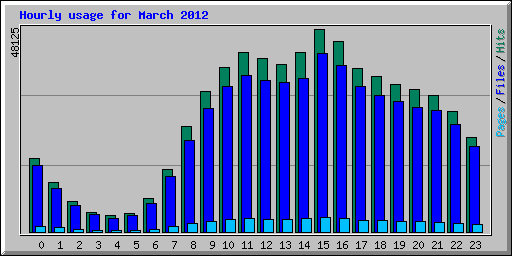 Hourly usage for March 2012
48125
Pages/Files/Hits
0 1 2 3 4 5 6 7 8 9 10 11 12 13 14 15 16 17 18 19 20 21 22 23